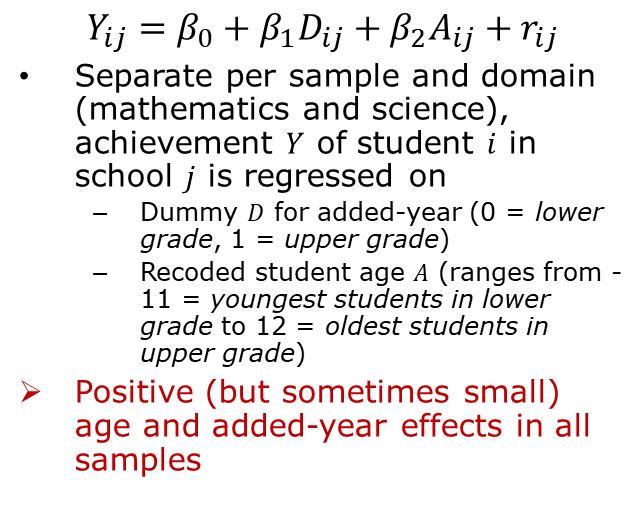 Y_{ij} = β_0 + β_1 D_{ij} + β_2 A_{ij} + r_{ij}
• Separate per sample and domain
(mathematics and science),
achievement Y of student i in
school j is regressed on
– Dummy D for added-year (0 = lower
grade, 1 = upper grade)
– Recoded student age A (ranges from -
11 = youngest students in lower
grade to 12 = oldest students in
upper grade)
➢ Positive (but sometimes small)
age and added-year effects in all
samples